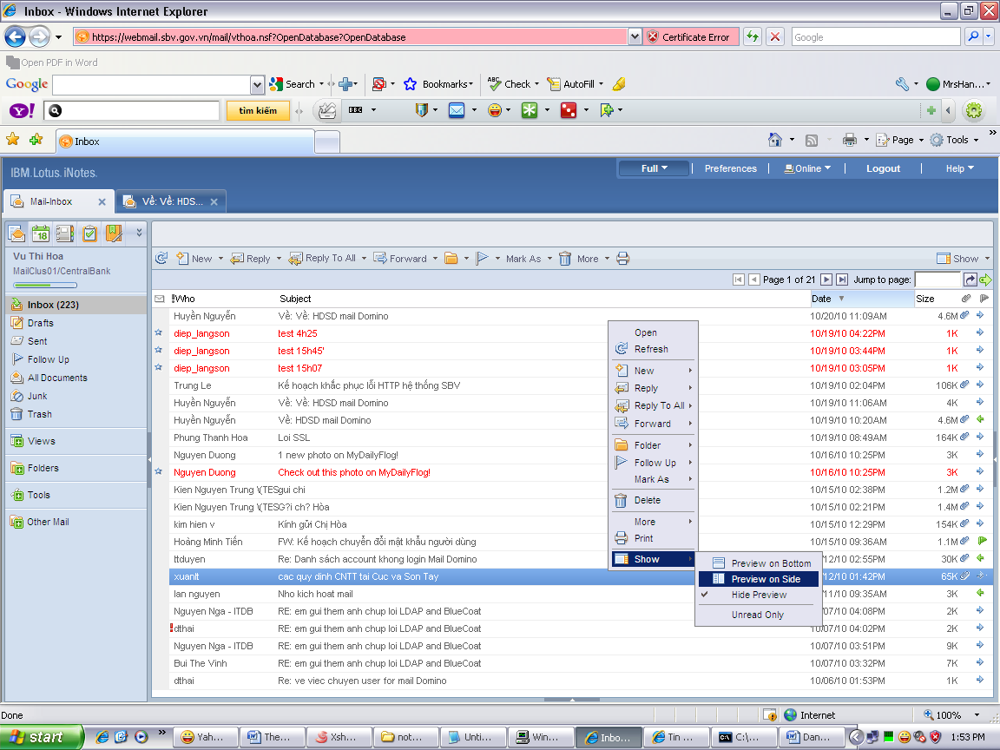 Inbox - Windows Internet Explorer
https://webmail.sbv.gov.vn/mail/vthoa.nsf?OpenDatabase?OpenDatabase
Certificate Error
Google
Open PDF in Word
Google Search Bookmarks Check AutoFill MrsHan...
Y! tìm kiếm BBC
Inbox Page Tools »
IBM.Lotus.iNotes.
Full Preferences Online Logout Help
Mail-Inbox
Về: Về: HDS...
18
Vu Thi Hoa
MailClus01/CentralBank
New Reply Reply To All Forward Mark As More Show
Page 1 of 21 Jump to page:
Inbox (223)
Drafts
Sent
Follow Up
All Documents
Junk
Trash
Views
Folders
Tools
Other Mail
!Who Subject Date Size
Huyền Nguyễn Về: Về: HDSD mail Domino 10/20/10 11:09AM 4.6M
diep_langson test 4h25 10/19/10 04:22PM 1K
diep_langson test 15h45' 10/19/10 03:44PM 1K
diep_langson test 15h07 10/19/10 03:05PM 1K
Trung Le Kế hoạch khắc phục lỗi HTTP hệ thống SBV 10/19/10 02:04PM 106K
Huyền Nguyễn Về: Về: HDSD mail Domino 10/19/10 11:06AM 4K
Huyền Nguyễn Về: HDSD mail Domino 10/19/10 10:20AM 4.6M
Phung Thanh Hoa Loi SSL 10/19/10 08:49AM 164K
Nguyen Duong 1 new photo on MyDailyFlog! 10/16/10 10:25PM 3K
Nguyen Duong Check out this photo on MyDailyFlog! 10/16/10 10:25PM 3K
Kien Nguyen Trung \(TES gui chi 10/15/10 02:38PM 1.2M
Kien Nguyen Trung \(TES G?i ch? Hòa 10/15/10 02:21PM 1.4M
kim hien v Kính gửi Chị Hòa 10/15/10 12:29PM 154K
Hoàng Minh Tiến FW: Kế hoạch chuyển đổi mật khẩu người dùng 10/15/10 09:36AM 1.1M
ttduyen Re: Danh sách account khong login Mail Domino 10/12/10 02:50PM 30K
xuanlt cac quy dinh CNTT tai Cuc va Son Tay /12/10 01:42PM 65K
lan nguyen Nho kich hoat mail /11/10 09:35AM 3K
Nguyen Nga - ITDB RE: em gui them anh chup loi LDAP and BlueCoat /07/10 04:08PM 2K
!dthai RE: em gui them anh chup loi LDAP and BlueCoat 04:02PM 2K
Nguyen Nga - ITDB RE: em gui them anh chup loi LDAP and BlueCoat 10/07/10 03:51PM 9K
Bui The Vinh RE: em gui them anh chup loi LDAP and BlueCoat 10/07/10 03:32PM 7K
dthai Re: ve viec chuyen user for mail Domino 10/06/10 01:53PM 1K
Open
Refresh
New
Reply
Reply To All
Forward
Folder
Follow Up
Mark As
Delete
More
Print
Show
Preview on Bottom
Preview on Side
Hide Preview
Unread Only
Done Internet 100%
start » Yah... The... Xsh... not... Unti... Win... Inbo... Tin ... C:\... Dan... 1:53 PM